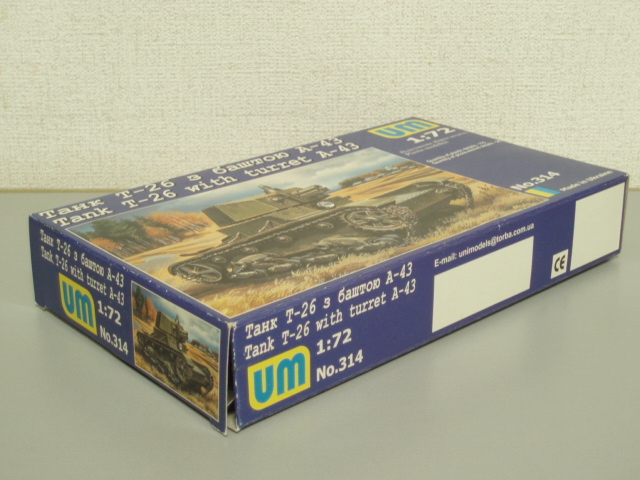 Танк Т-26 з баштою А-43
Tank T-26 with turret A-43
um
1:72
No.314
Made in Ukraine
Танк Т-26 з баштою А-43
Tank T-26 with turret A-43
um
1:72
No.314
Танк Т-26 з баштою А-43
Tank T-26 with turret A-43
um
1:72
No.314
E-mail: unimodels@torba.com.ua
CE